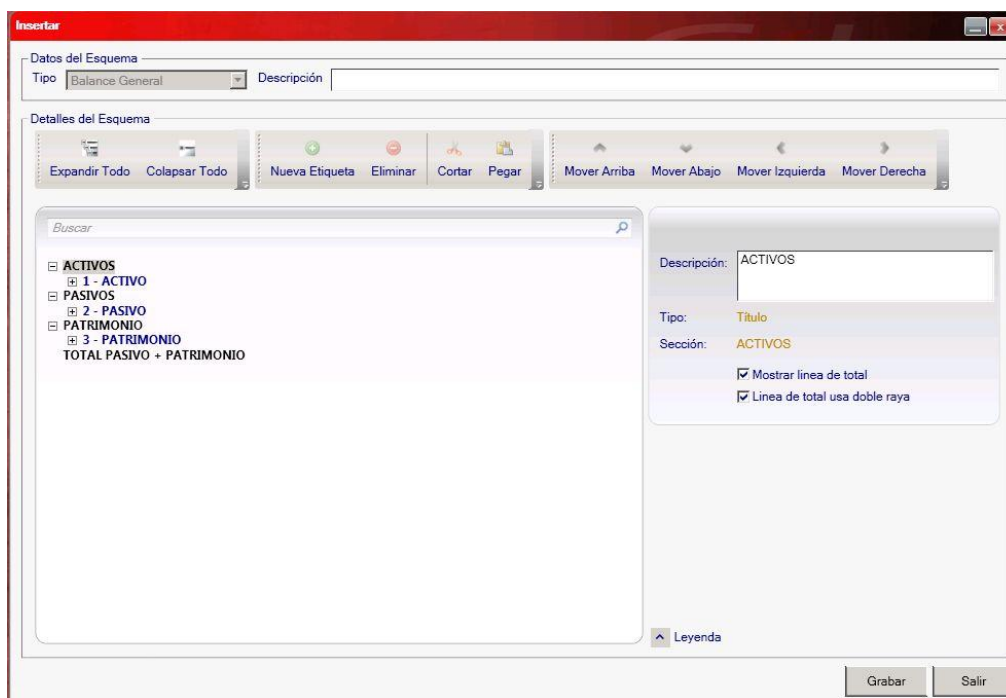 Insertar
Datos del Esquema
Tipo Balance General Descripción
Detalles del Esquema
Expandir Todo Colapsar Todo Nueva Etiqueta Eliminar Cortar Pegar Mover Arriba Mover Abajo Mover Izquierda Mover Derecha
Buscar
ACTIVOS
1 - ACTIVO
PASIVOS
2 - PASIVO
PATRIMONIO
3 - PATRIMONIO
TOTAL PASIVO + PATRIMONIO
Descripción: ACTIVOS
Tipo: Título
Sección: ACTIVOS
Mostrar linea de total
Linea de total usa doble raya
Leyenda
Grabar Salir